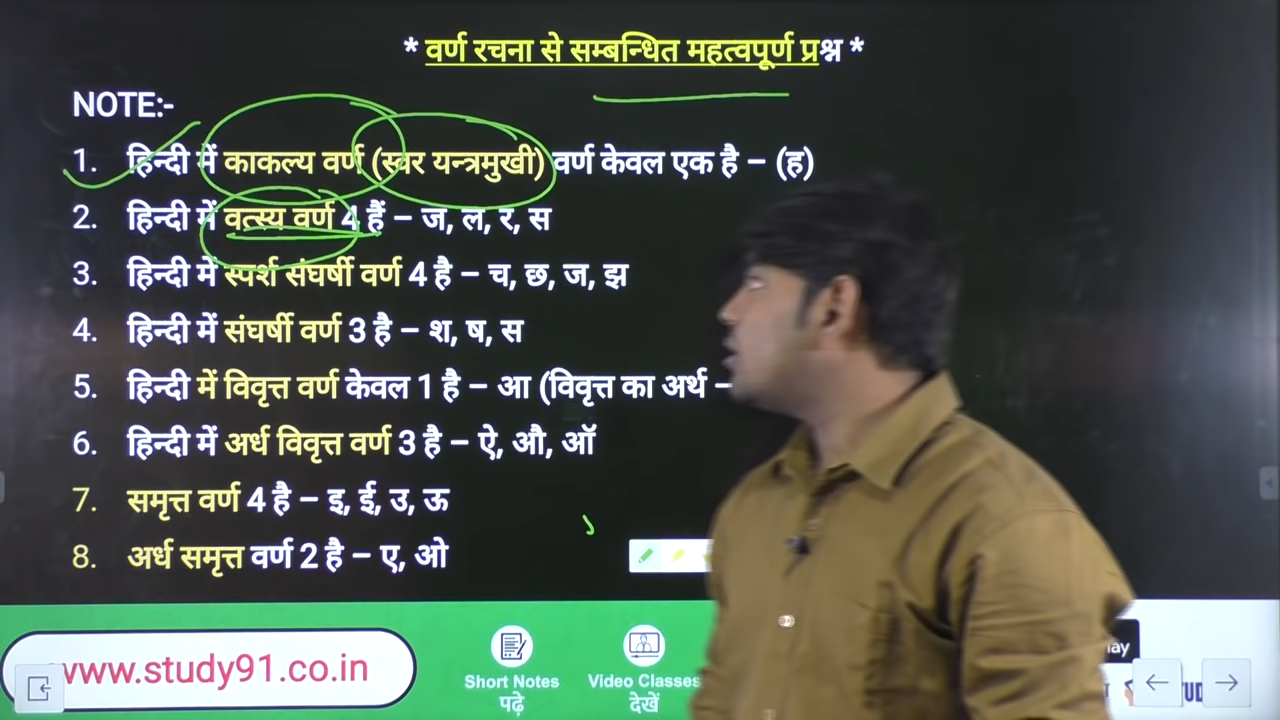 * वर्ण रचना से सम्बन्धित महत्वपूर्ण प्रश्न *
NOTE:-
1. हिन्दी में काकल्य वर्ण (स्वर यन्त्रमुखी) वर्ण केवल एक है – (ह)
2. हिन्दी में वत्स्य वर्ण 4 हैं – ज, ल, र, स
3. हिन्दी में स्पर्श संघर्षी वर्ण 4 है – च, छ, ज, झ
4. हिन्दी में संघर्षी वर्ण 3 है – श, ष, स
5. हिन्दी में विवृत्त वर्ण केवल 1 है – आ (विवृत्त का अर्थ –
6. हिन्दी में अर्ध विवृत्त वर्ण 3 है – ऐ, औ, ऑ
7. समृत्त वर्ण 4 है – इ, ई, उ, ऊ
8. अर्ध समृत्त वर्ण 2 है – ए, ओ
www.study91.co.in
Short Notes
पढ़े
Video Classes
देखें